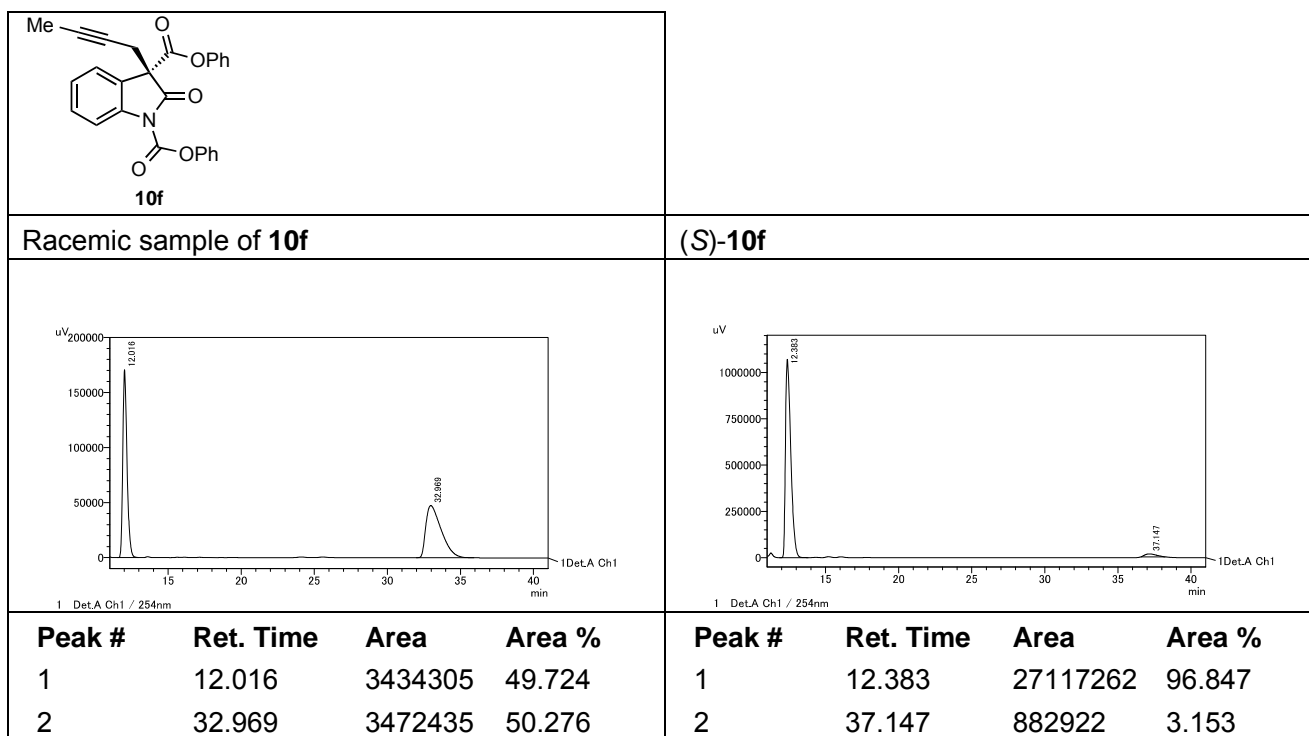 Me
O
OPh
O
N
OPh
O
10f
Racemic sample of 10f
(S)-10f
uV
200000
12.016
150000
100000
50000
32.969
0
1Det.A Ch1
15 20 25 30 35 40
min
1 Det.A Ch1 / 254nm
uV
12.383
1000000
750000
500000
250000
37.147
0
1Det.A Ch1
15 20 25 30 35 40
min
1 Det.A Ch1 / 254nm
Peak # Ret. Time Area Area %
1 12.016 3434305 49.724
2 32.969 3472435 50.276
Peak # Ret. Time Area Area %
1 12.383 27117262 96.847
2 37.147 882922 3.153